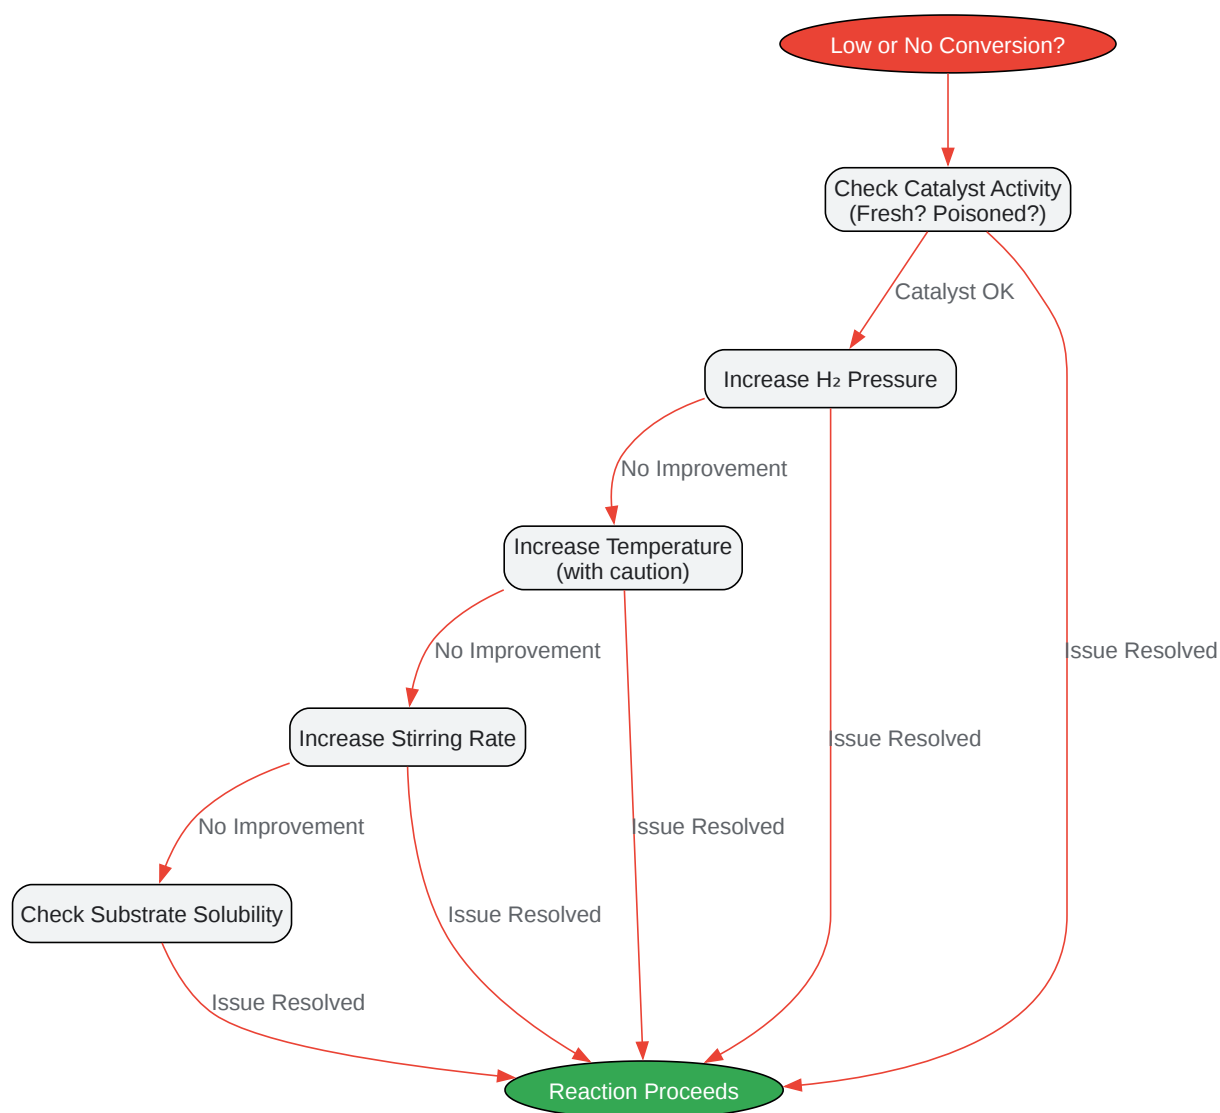 Low or No Conversion?
Check Catalyst Activity
(Fresh? Poisoned?)
Catalyst OK
Increase H₂ Pressure
No Improvement
Increase Temperature
(with caution)
No Improvement
Issue Resolved
Increase Stirring Rate
Issue Resolved
No Improvement
Issue Resolved
Check Substrate Solubility
Issue Resolved
Issue Resolved
Reaction Proceeds